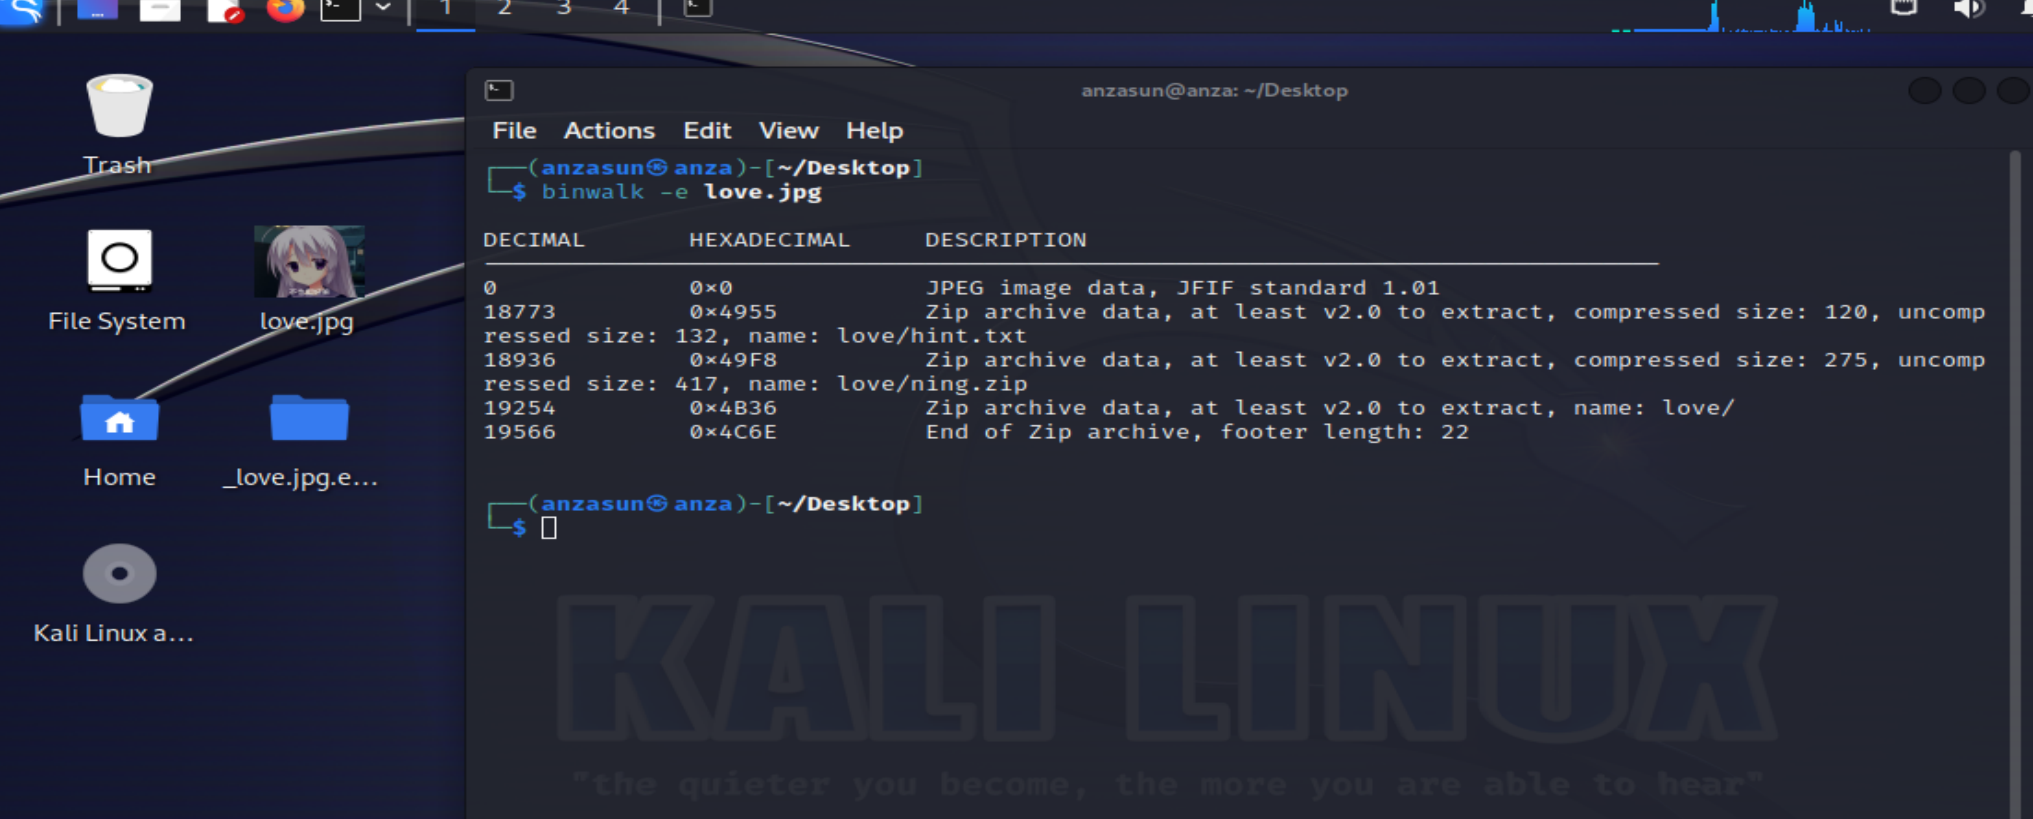 1 2 3 4
anzasun@anza: ~/Desktop
File Actions Edit View Help
┌──(anzasun㉿anza)-[~/Desktop]
└─$ binwalk -e love.jpg
DECIMAL HEXADECIMAL DESCRIPTION
0 0×0 JPEG image data, JFIF standard 1.01
18773 0×4955 Zip archive data, at least v2.0 to extract, compressed size: 120, uncomp
ressed size: 132, name: love/hint.txt
18936 0×49F8 Zip archive data, at least v2.0 to extract, compressed size: 275, uncomp
ressed size: 417, name: love/ning.zip
19254 0×4B36 Zip archive data, at least v2.0 to extract, name: love/
19566 0×4C6E End of Zip archive, footer length: 22
┌──(anzasun㉿anza)-[~/Desktop]
└─$
Trash
File System
love.jpg
Home
_love.jpg.e...
Kali Linux a...
KALI LINUX
"the quieter you become, the more you are able to hear"